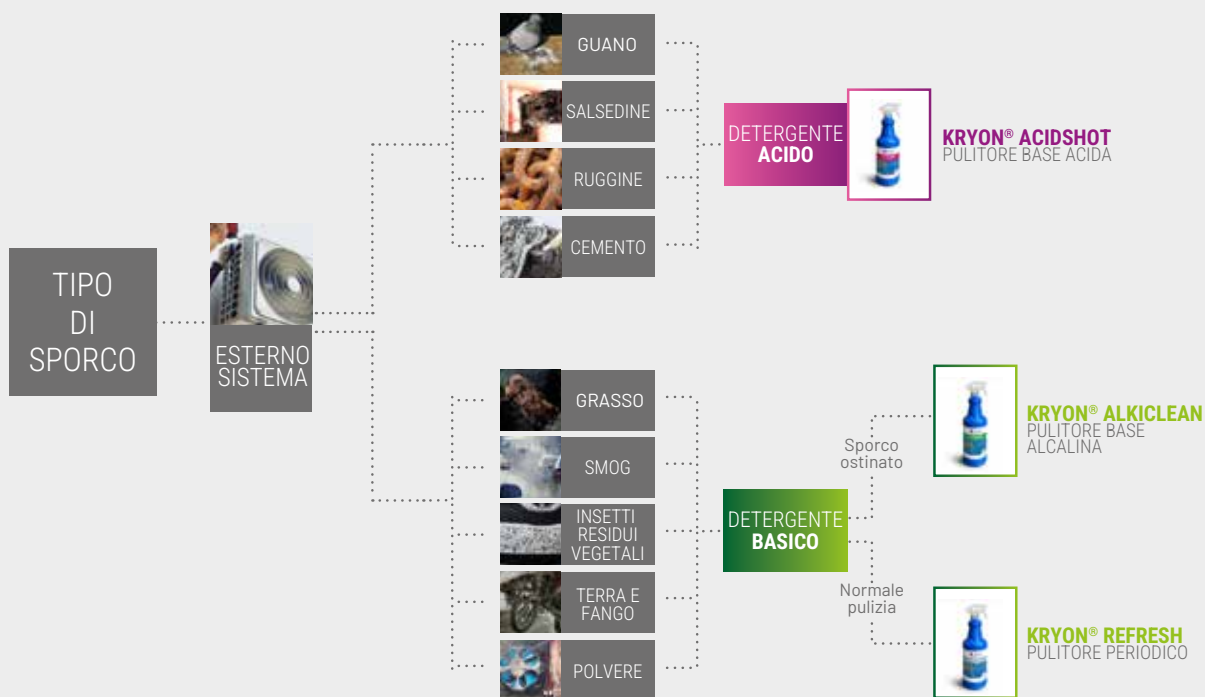 TIPO
DI
SPORCO
ESTERNO
SISTEMA
GUANO
SALSEDINE
RUGGINE
CEMENTO
DETERGENTE
ACIDO
KRYON® ACIDSHOT
PULITORE BASE ACIDA
GRASSO
SMOG
INSETTI
RESIDUI
VEGETALI
TERRA E
FANGO
POLVERE
DETERGENTE
BASICO
Sporco
ostinato
KRYON® ALKICLEAN
PULITORE BASE
ALCALINA
Normale
pulizia
KRYON® REFRESH
PULITORE PERIODICO